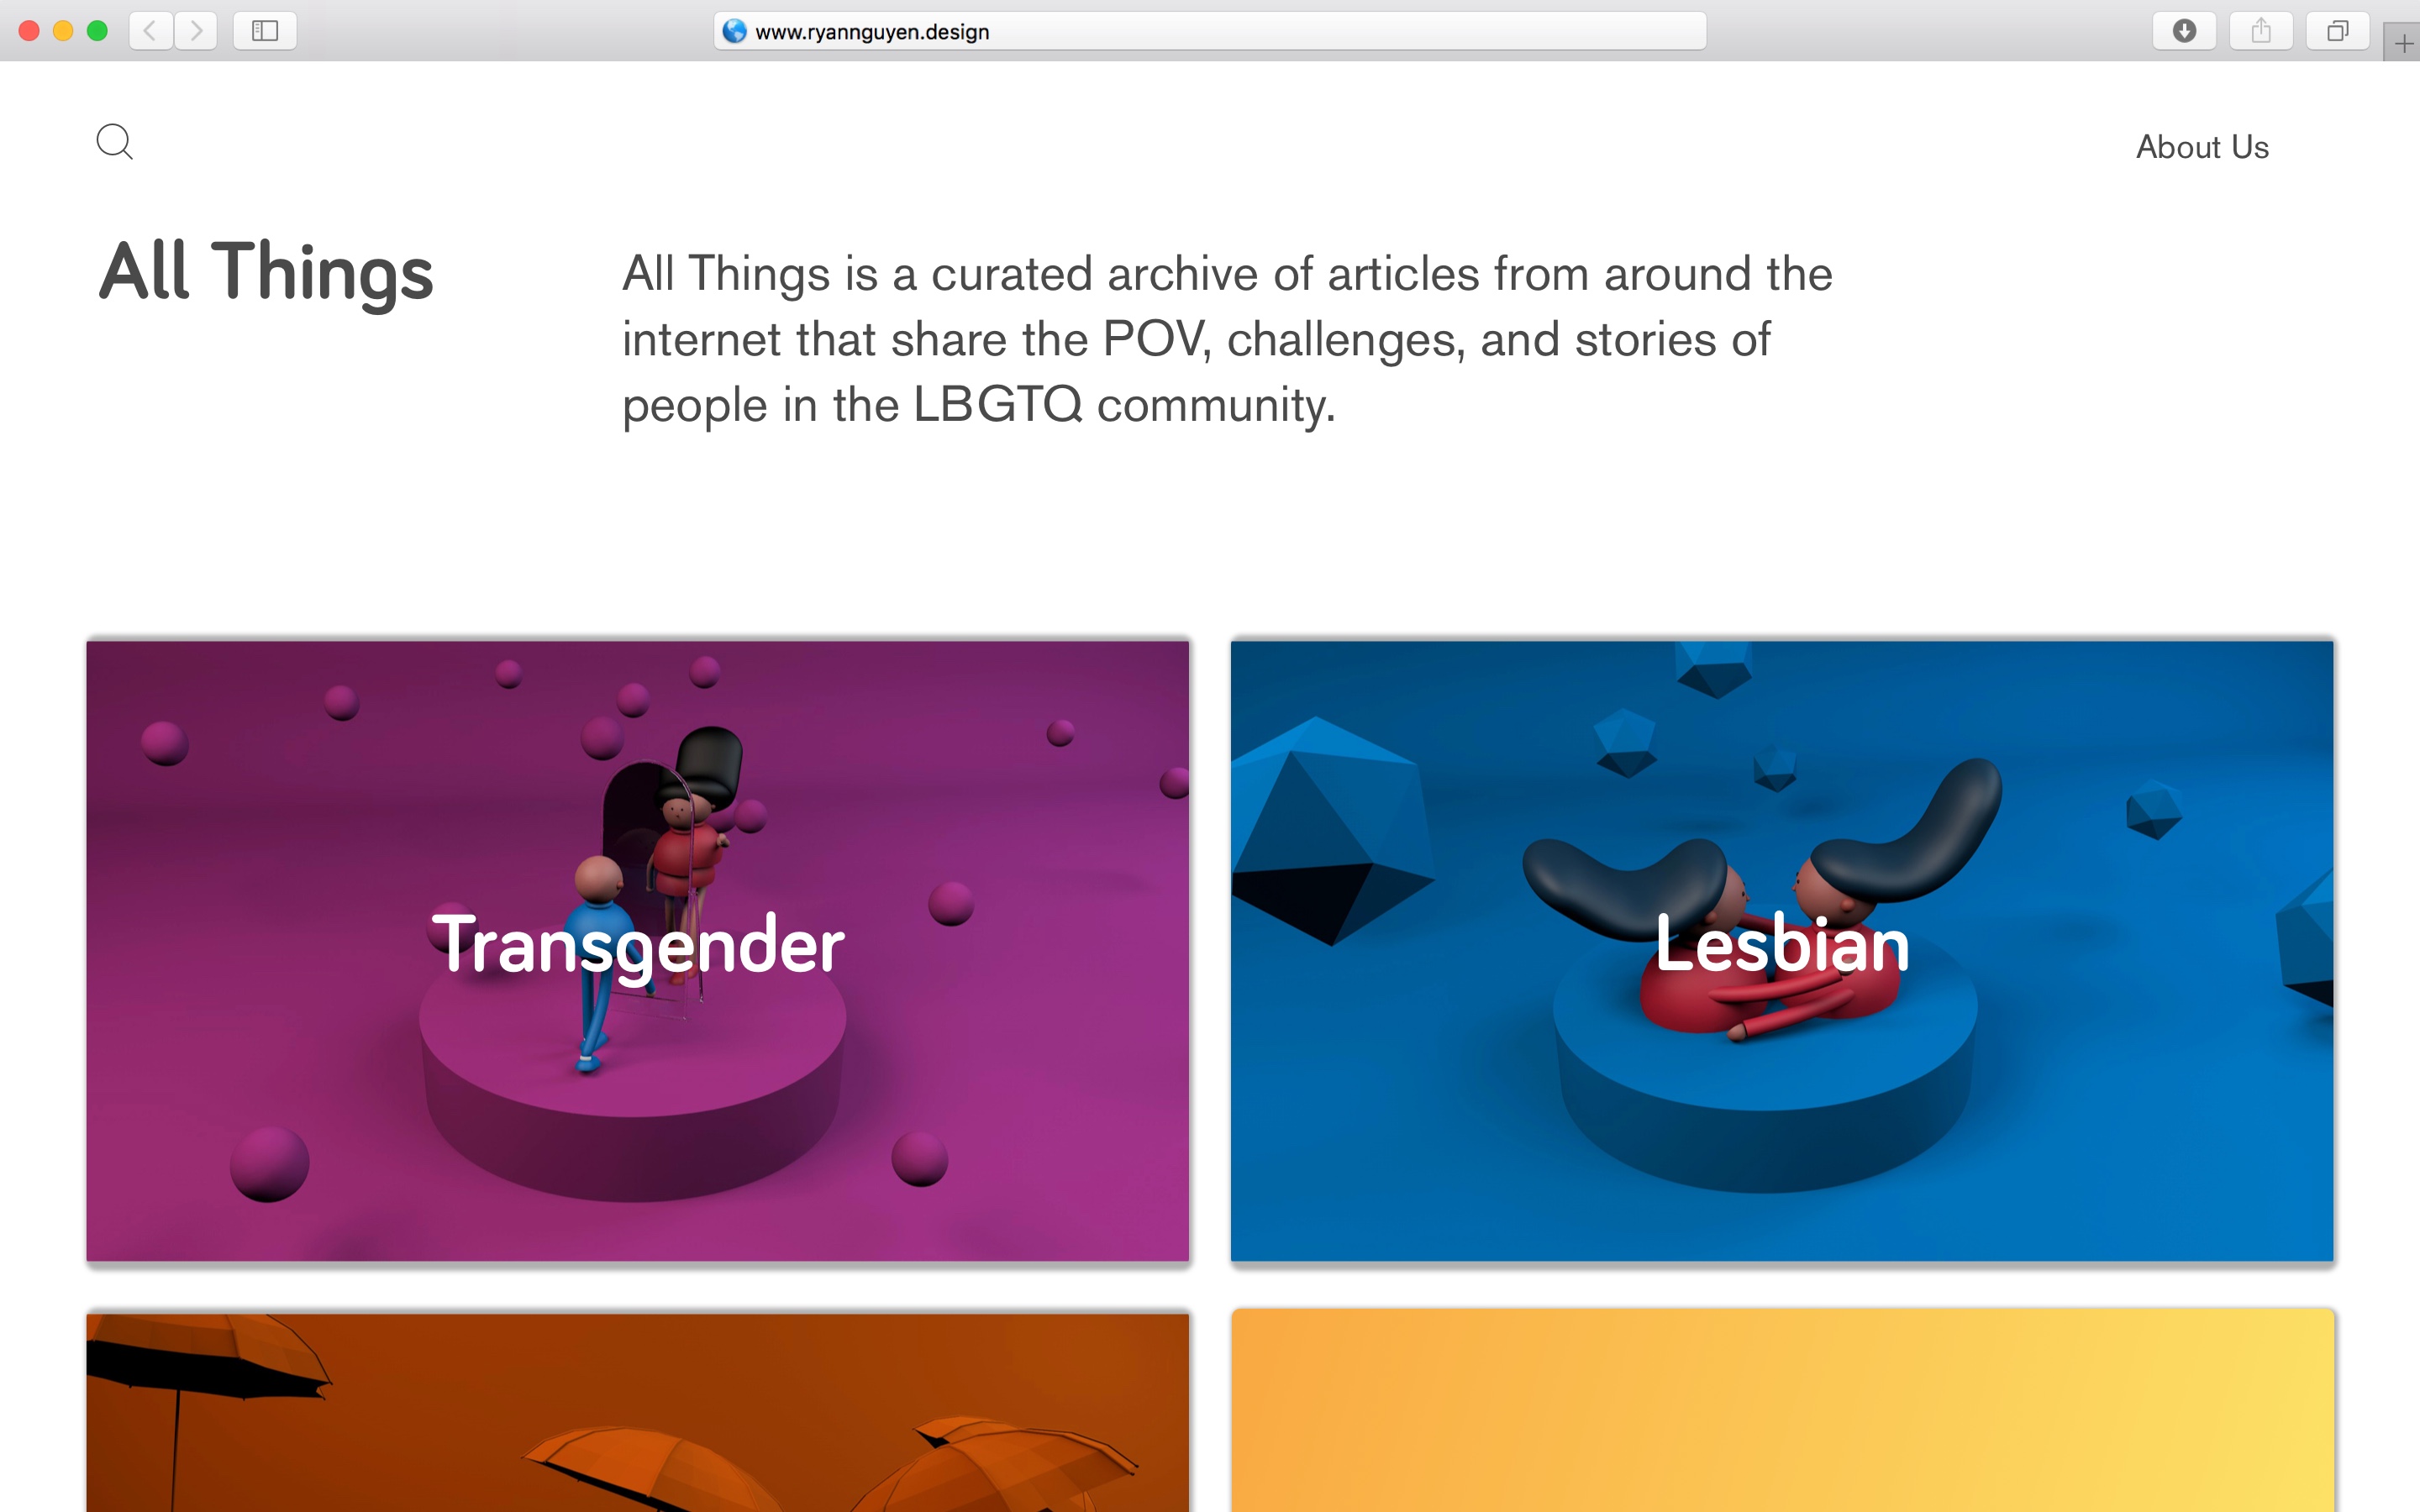 www.ryannguyen.design
About Us
All Things
All Things is a curated archive of articles from around the
internet that share the POV, challenges, and stories of
people in the LBGTQ community.
Transgender
Lesbian